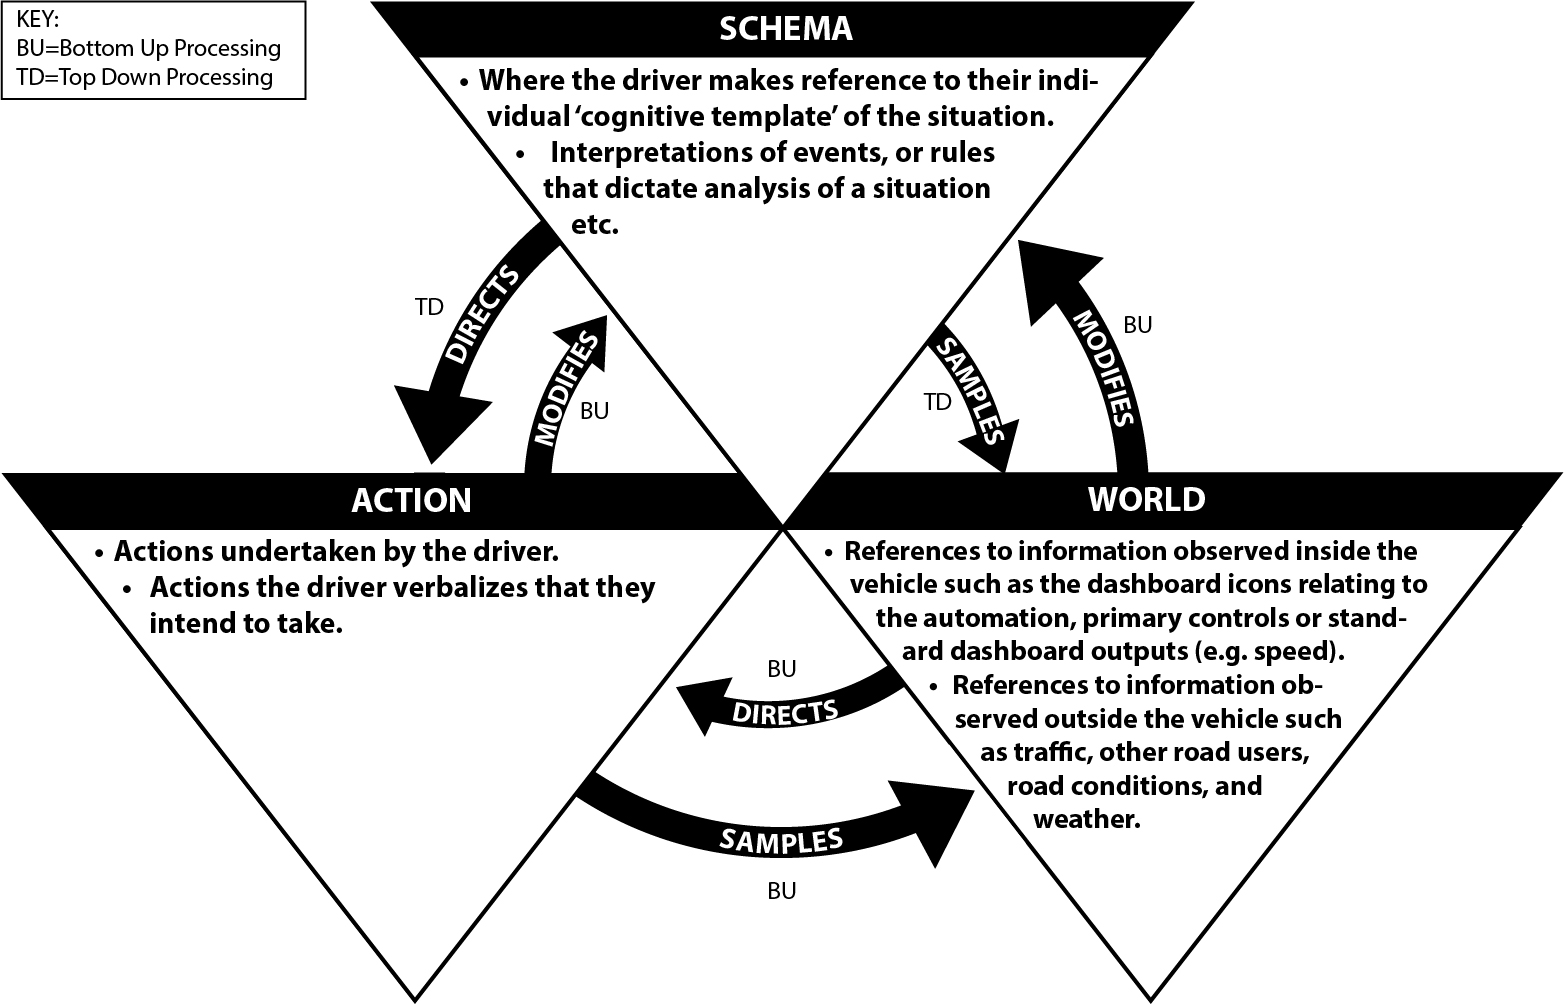 KEY:
BU=Bottom Up Processing
TD=Top Down Processing
SCHEMA
• Where the driver makes reference to their indi-
vidual ‘cognitive template’ of the situation.
• Interpretations of events, or rules
that dictate analysis of a situation
etc.
TD
DIRECTS
MODIFIES
BU
SAMPLES
TD
MODIFIES
BU
ACTION
• Actions undertaken by the driver.
• Actions the driver verbalizes that they
intend to take.
WORLD
• References to information observed inside the
vehicle such as the dashboard icons relating to
the automation, primary controls or stand-
ard dashboard outputs (e.g. speed).
• References to information ob-
served outside the vehicle such
as traffic, other road users,
road conditions, and
weather.
BU
DIRECTS
SAMPLES
BU